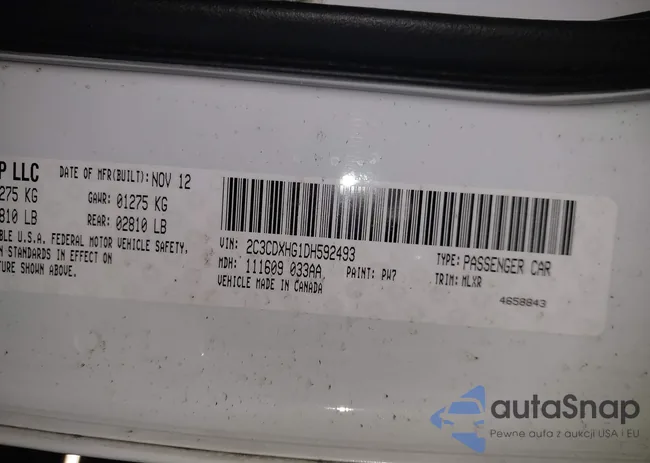 P LLC DATE OF MFR(BUILT): NOV 12
275 KG GAWR: 01275 KG
810 LB REAR: 02810 LB
BLE U.S.A. FEDERAL MOTOR VEHICLE SAFETY,
N STANDARDS IN EFFECT ON
TURE SHOWN ABOVE.
VIN: 2C3CDXHG1DH592493 TYPE: PASSENGER CAR
MDH: 111609 033AA PAINT: PW7 TRIM: MLXR
VEHICLE MADE IN CANADA 4658843
autaSnap
Pewne auta z aukcji USA i EU